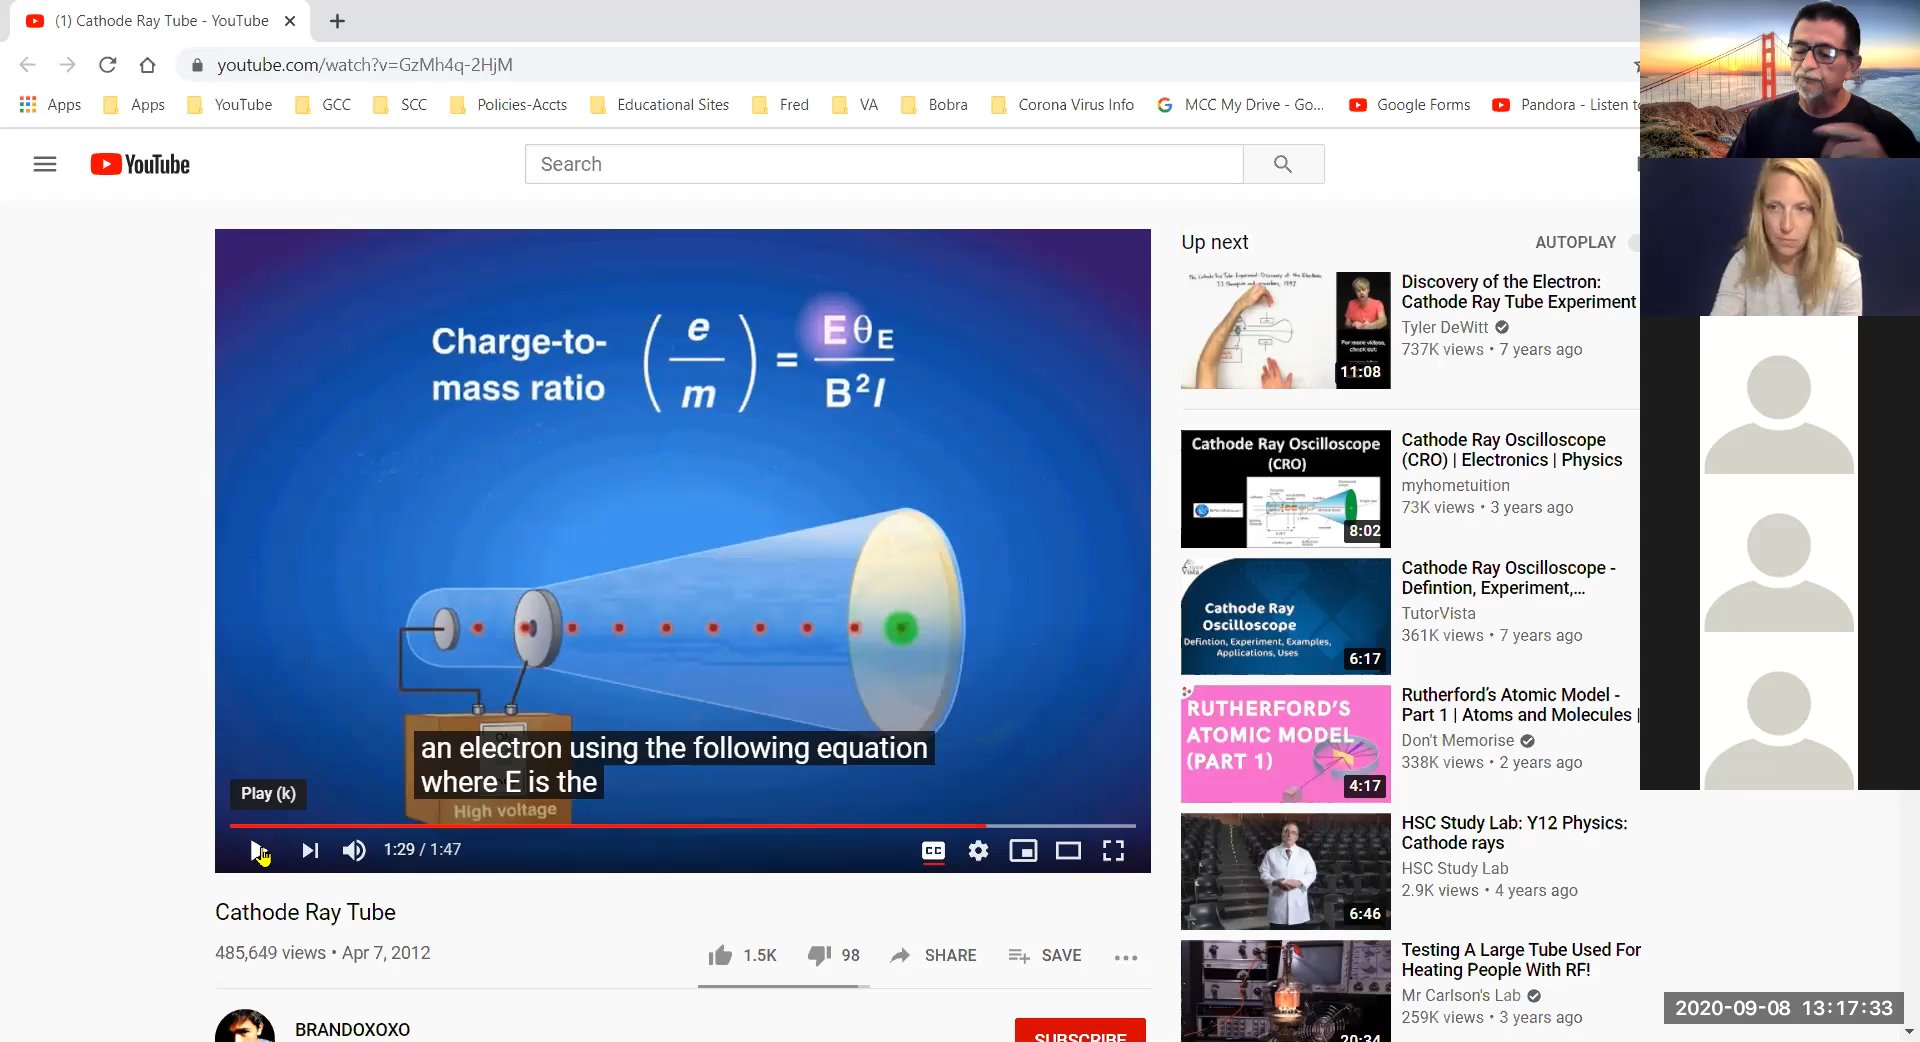 (1) Cathode Ray Tube - YouTube
youtube.com/watch?v=GzMh4q-2HjM
Apps Apps YouTube GCC SCC Policies-Accts Educational Sites Fred VA Bobra Corona Virus Info MCC My Drive - Go... Google Forms Pandora - Listen to
YouTube
Search
Charge-to-
mass ratio
(e/m) = Eθ_E / B²l
an electron using the following equation
where E is the
High voltage
Play (k)
1:29 / 1:47
CC
Cathode Ray Tube
485,649 views • Apr 7, 2012
1.5K 98 SHARE SAVE
BRANDOXOXO
SUBSCRIBE
Up next
AUTOPLAY
11:08
Discovery of the Electron:
Cathode Ray Tube Experiment
Tyler DeWitt
737K views • 7 years ago
Cathode Ray Oscilloscope
(CRO)
8:02
Cathode Ray Oscilloscope
(CRO) | Electronics | Physics
myhometuition
73K views • 3 years ago
Cathode Ray
Oscilloscope
Defintion, Experiment, Examples,
Applications, Uses
6:17
Cathode Ray Oscilloscope -
Defintion, Experiment,...
TutorVista
361K views • 7 years ago
RUTHERFORD'S
ATOMIC MODEL
(PART 1)
4:17
Rutherford's Atomic Model -
Part 1 | Atoms and Molecules |
Don't Memorise
338K views • 2 years ago
6:46
HSC Study Lab: Y12 Physics:
Cathode rays
HSC Study Lab
2.9K views • 4 years ago
20:34
Testing A Large Tube Used For
Heating People With RF!
Mr Carlson's Lab
259K views • 3 years ago
2020-09-08 13:17:33